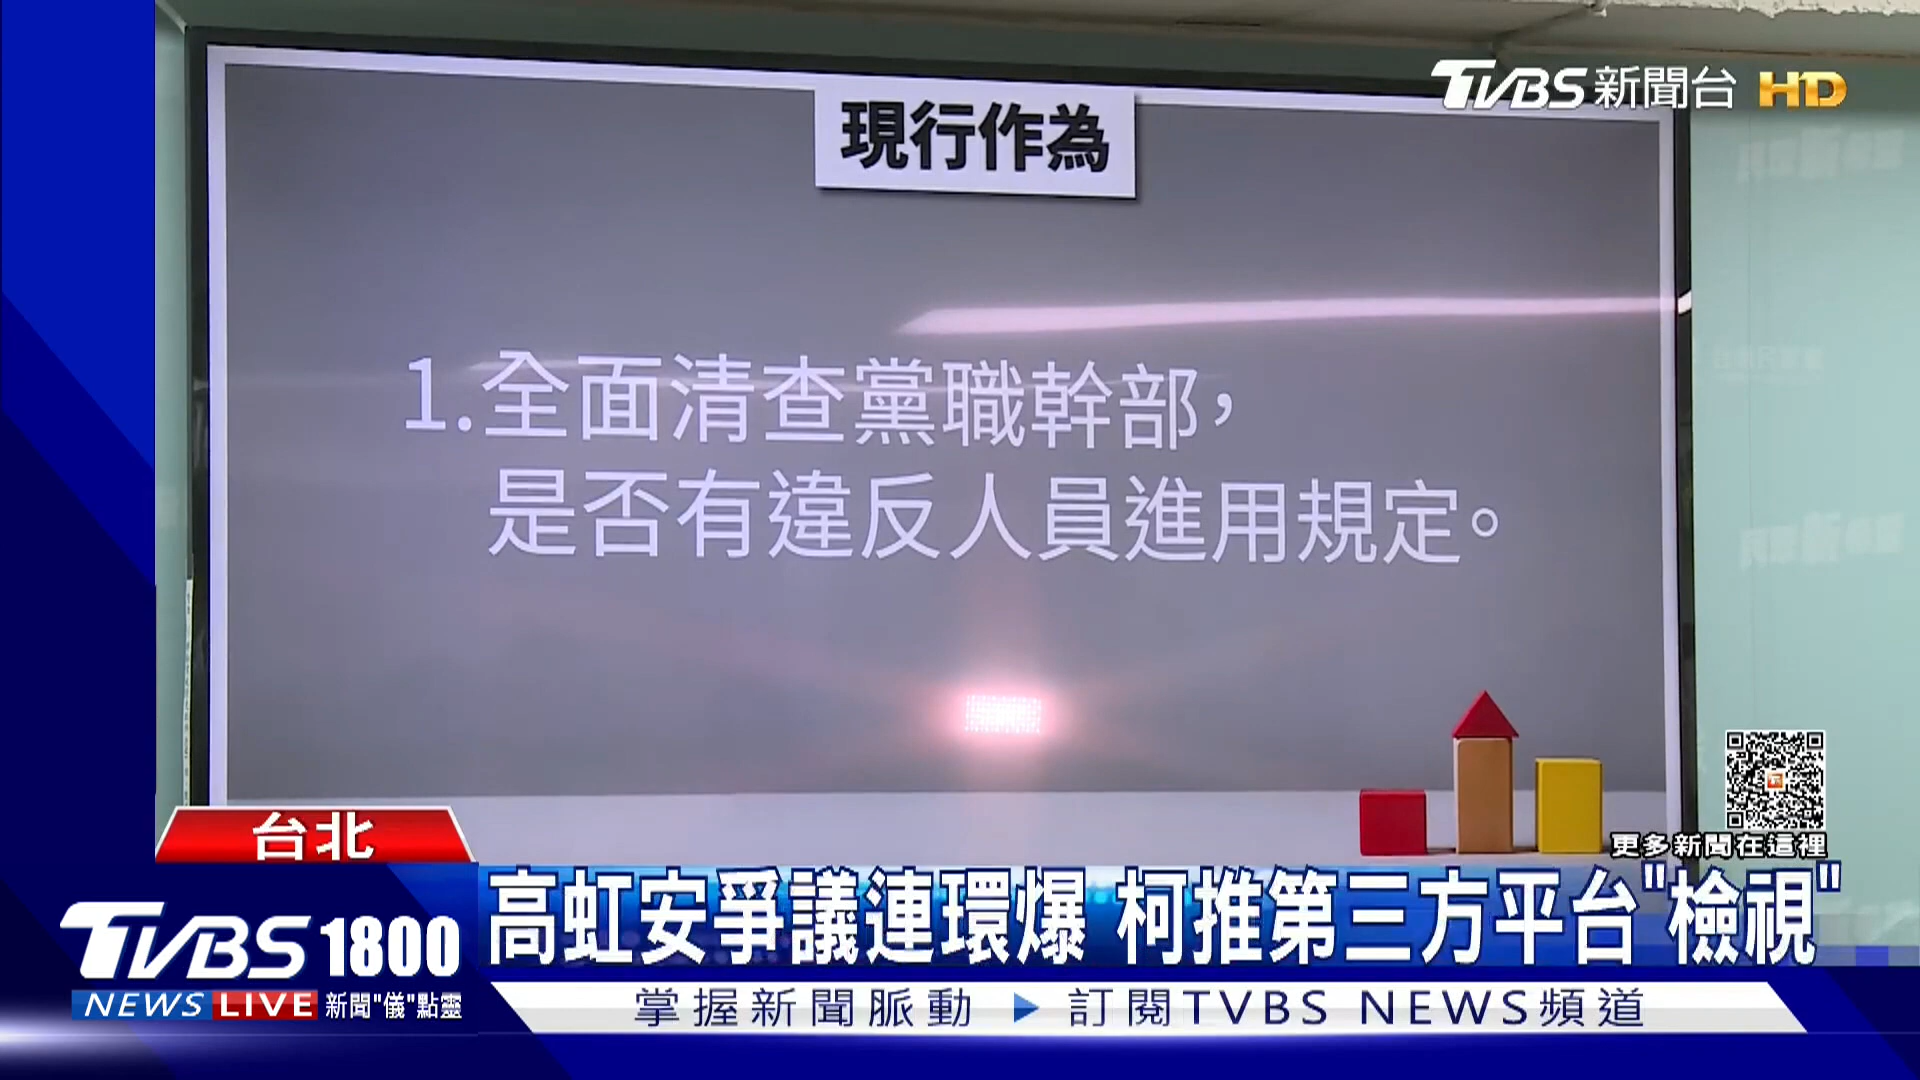 TVBS新聞台 HD
現行作為
1.全面清查黨職幹部,
是否有違反人員進用規定。
更多新聞在這裡
台北
高虹安爭議連環爆 柯推第三方平台"檢視"
TVBS 1800
NEWS LIVE 新聞"儀"點靈
掌握新聞脈動 ▶ 訂閱TVBS NEWS頻道